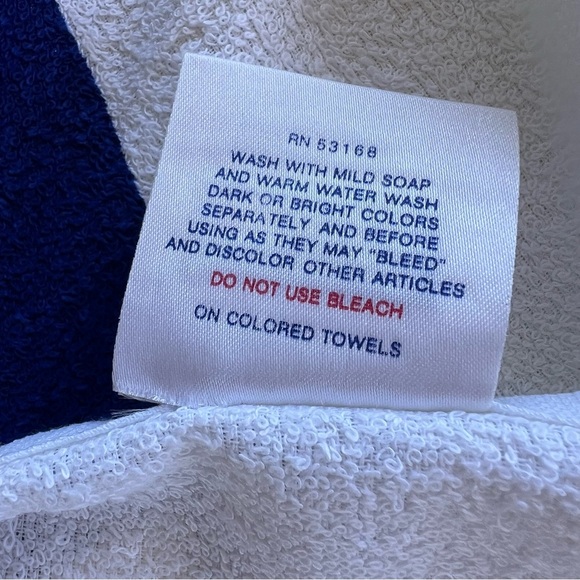 RN 53168
WASH WITH MILD SOAP
AND WARM WATER WASH
DARK OR BRIGHT COLORS
SEPARATELY AND BEFORE
USING AS THEY MAY "BLEED"
AND DISCOLOR OTHER ARTICLES
DO NOT USE BLEACH
ON COLORED TOWELS